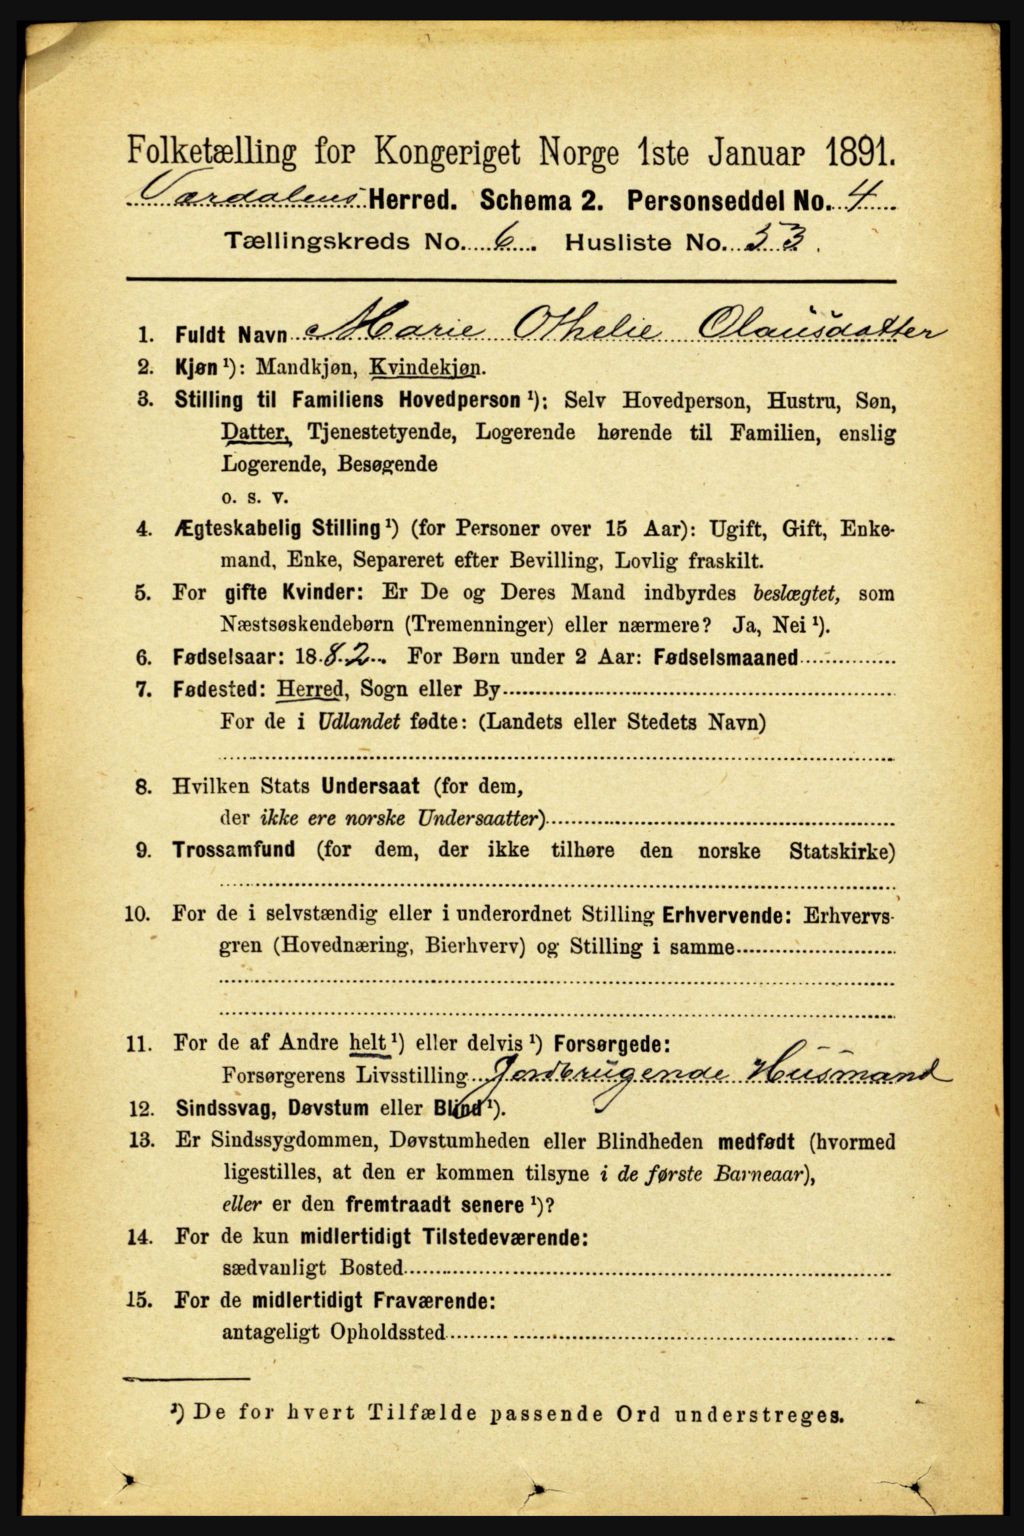 Folketælling for Kongeriget Norge 1ste Januar 1891.
Værdalens Herred. Schema 2. Personseddel No. 4
Tællingskreds No. 6. Husliste No. 53.
1. Fuldt Navn Marie Othelie Olausdatter
2. Kjøn ¹): Mandkjøn, Kvindekjøn.
3. Stilling til Familiens Hovedperson ¹): Selv Hovedperson, Hustru, Søn,
Datter, Tjenestetyende, Logerende hørende til Familien, enslig
Logerende, Besøgende
o. s. v.
4. Ægteskabelig Stilling ¹) (for Personer over 15 Aar): Ugift, Gift, Enke-
mand, Enke, Separeret efter Bevilling, Lovlig fraskilt.
5. For gifte Kvinder: Er De og Deres Mand indbyrdes beslægtet, som
Næstsøskendebørn (Tremenninger) eller nærmere? Ja, Nei ¹).
6. Fødselsaar: 1882. For Børn under 2 Aar: Fødselsmaaned
7. Fødested: Herred, Sogn eller By
For de i Udlandet fødte: (Landets eller Stedets Navn)
8. Hvilken Stats Undersaat (for dem,
der ikke ere norske Undersaatter)
9. Trossamfund (for dem, der ikke tilhøre den norske Statskirke)
10. For de i selvstændig eller i underordnet Stilling Erhvervende: Erhvervs-
gren (Hovednæring, Bierhverv) og Stilling i samme
11. For de af Andre helt ¹) eller delvis ¹) Forsørgede:
Forsørgerens Livsstilling Jordbrugende Husmand
12. Sindssvag, Døvstum eller Blind ¹).
13. Er Sindssygdommen, Døvstumheden eller Blindheden medfødt (hvormed
ligestilles, at den er kommen tilsyne i de første Barneaar),
eller er den fremtraadt senere ¹)?
14. For de kun midlertidigt Tilstedeværende:
sædvanligt Bosted
15. For de midlertidigt Fraværende:
antageligt Opholdssted
¹) De for hvert Tilfælde passende Ord understreges.